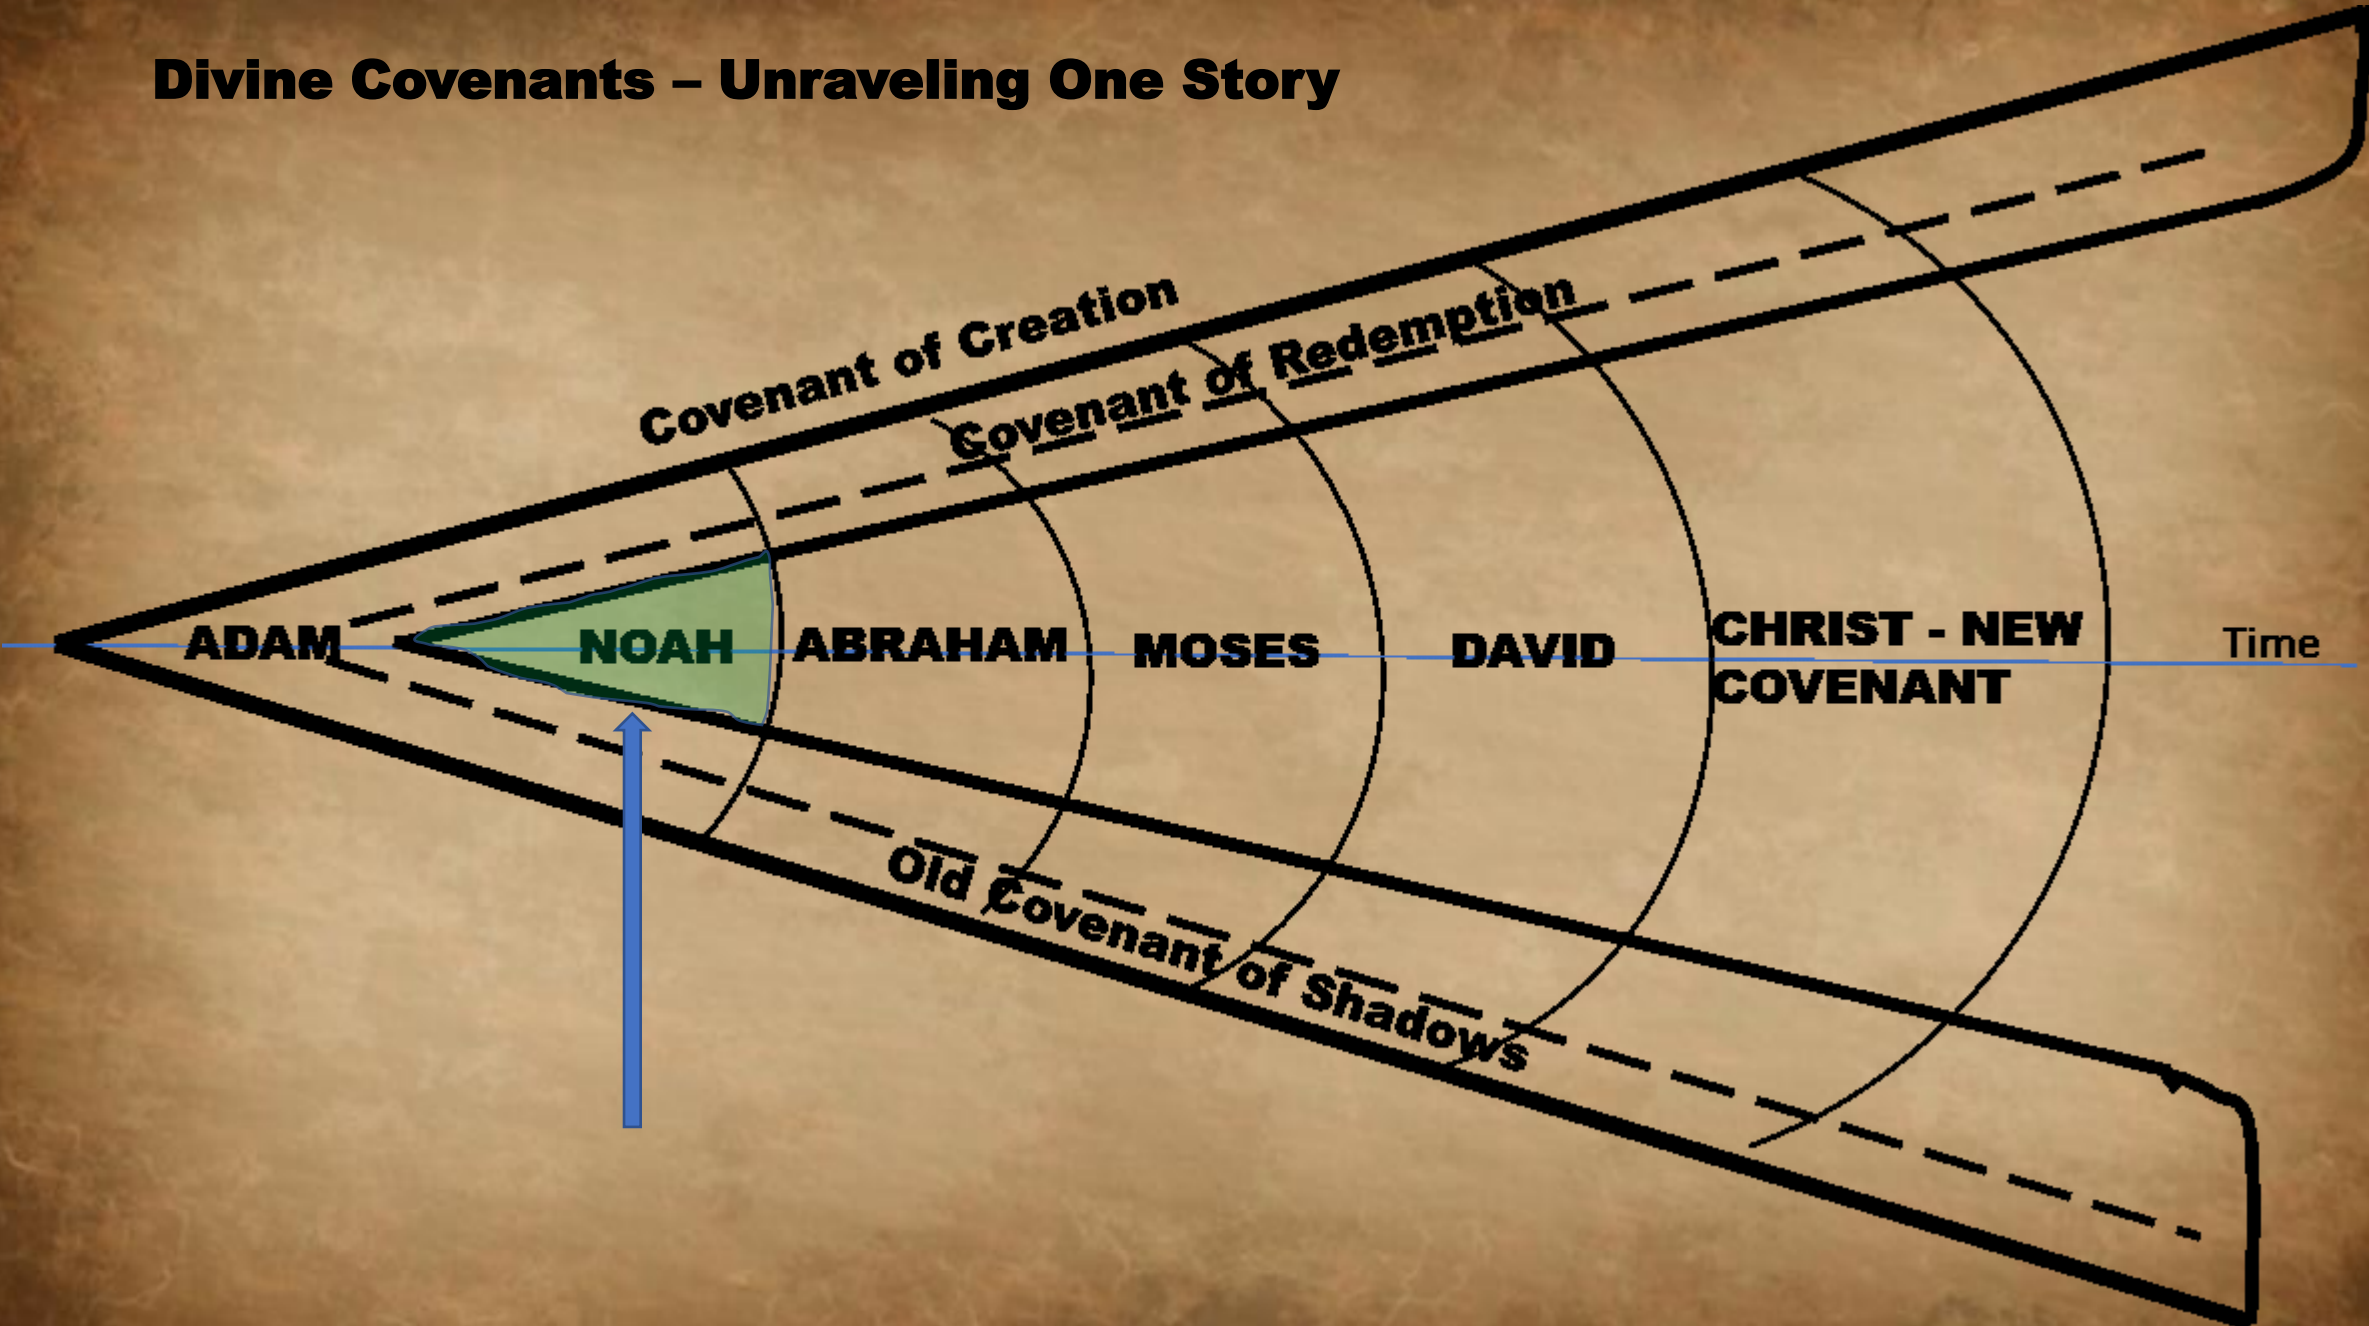 Divine Covenants – Unraveling One Story
Covenant of Creation
Covenant of Redemption
ADAM
NOAH
ABRAHAM
MOSES
DAVID
CHRIST - NEW
COVENANT
Time
Old Covenant of Shadows